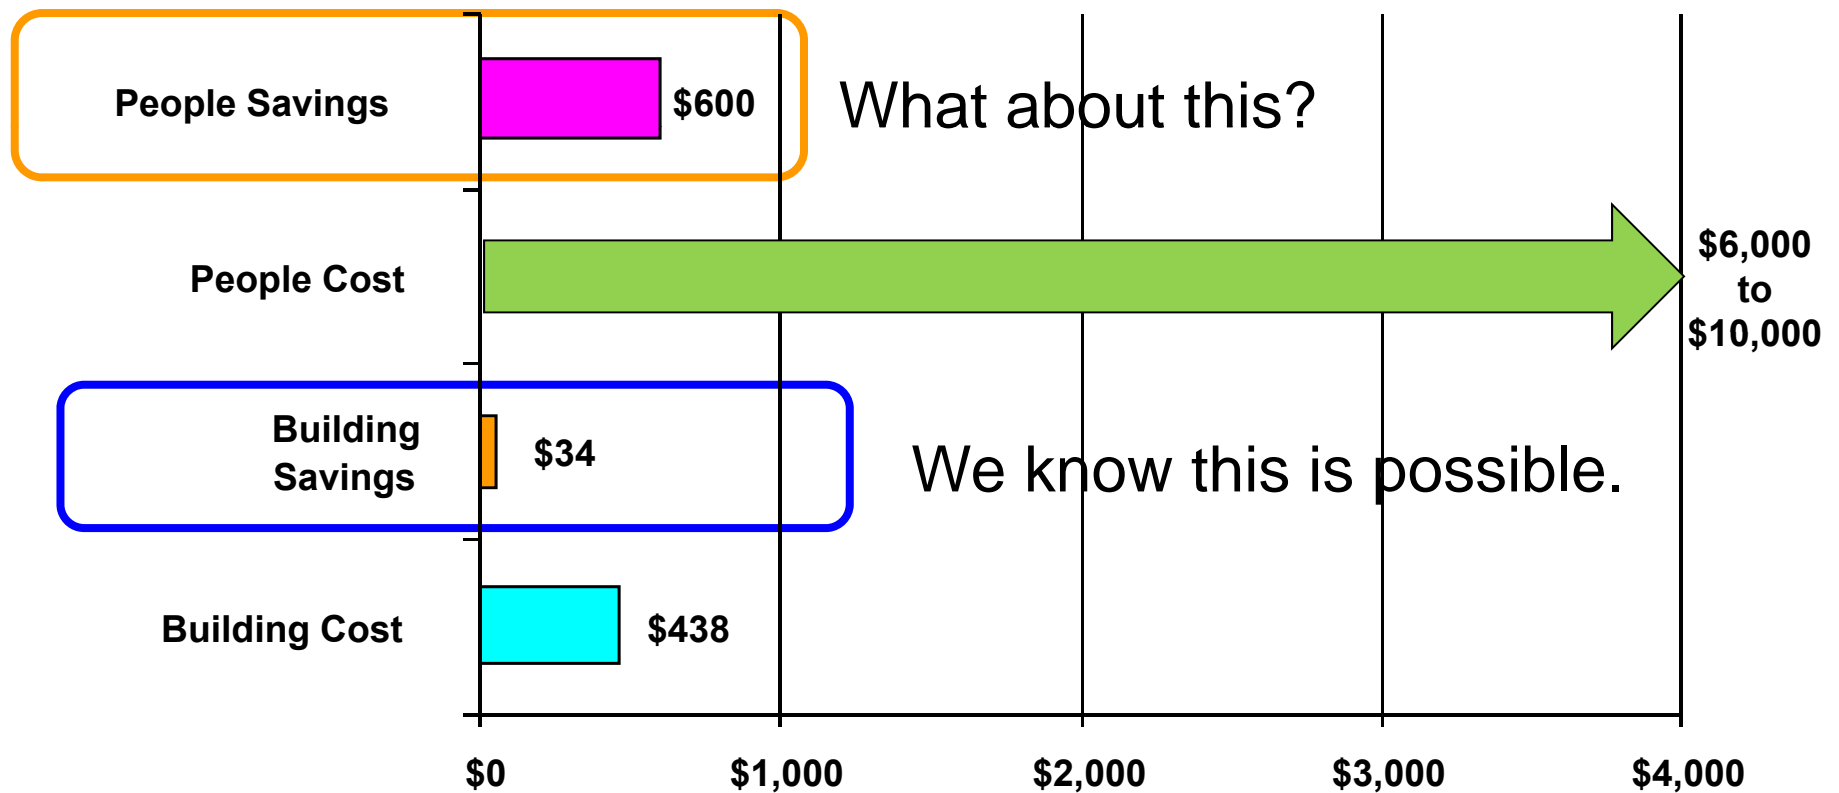 People Savings
$600
What about this?
People Cost
$6,000
to
$10,000
Building
Savings
$34
We know this is possible.
Building Cost
$438
$0
$1,000
$2,000
$3,000
$4,000